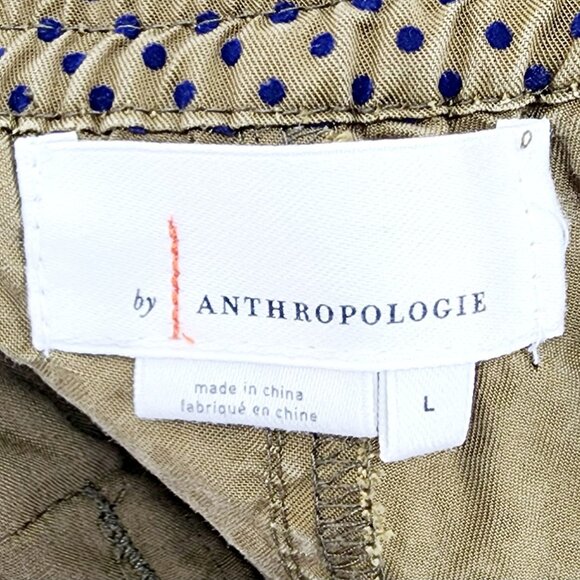 by ANTHROPOLOGIE
made in china
fabriqué en chine
L